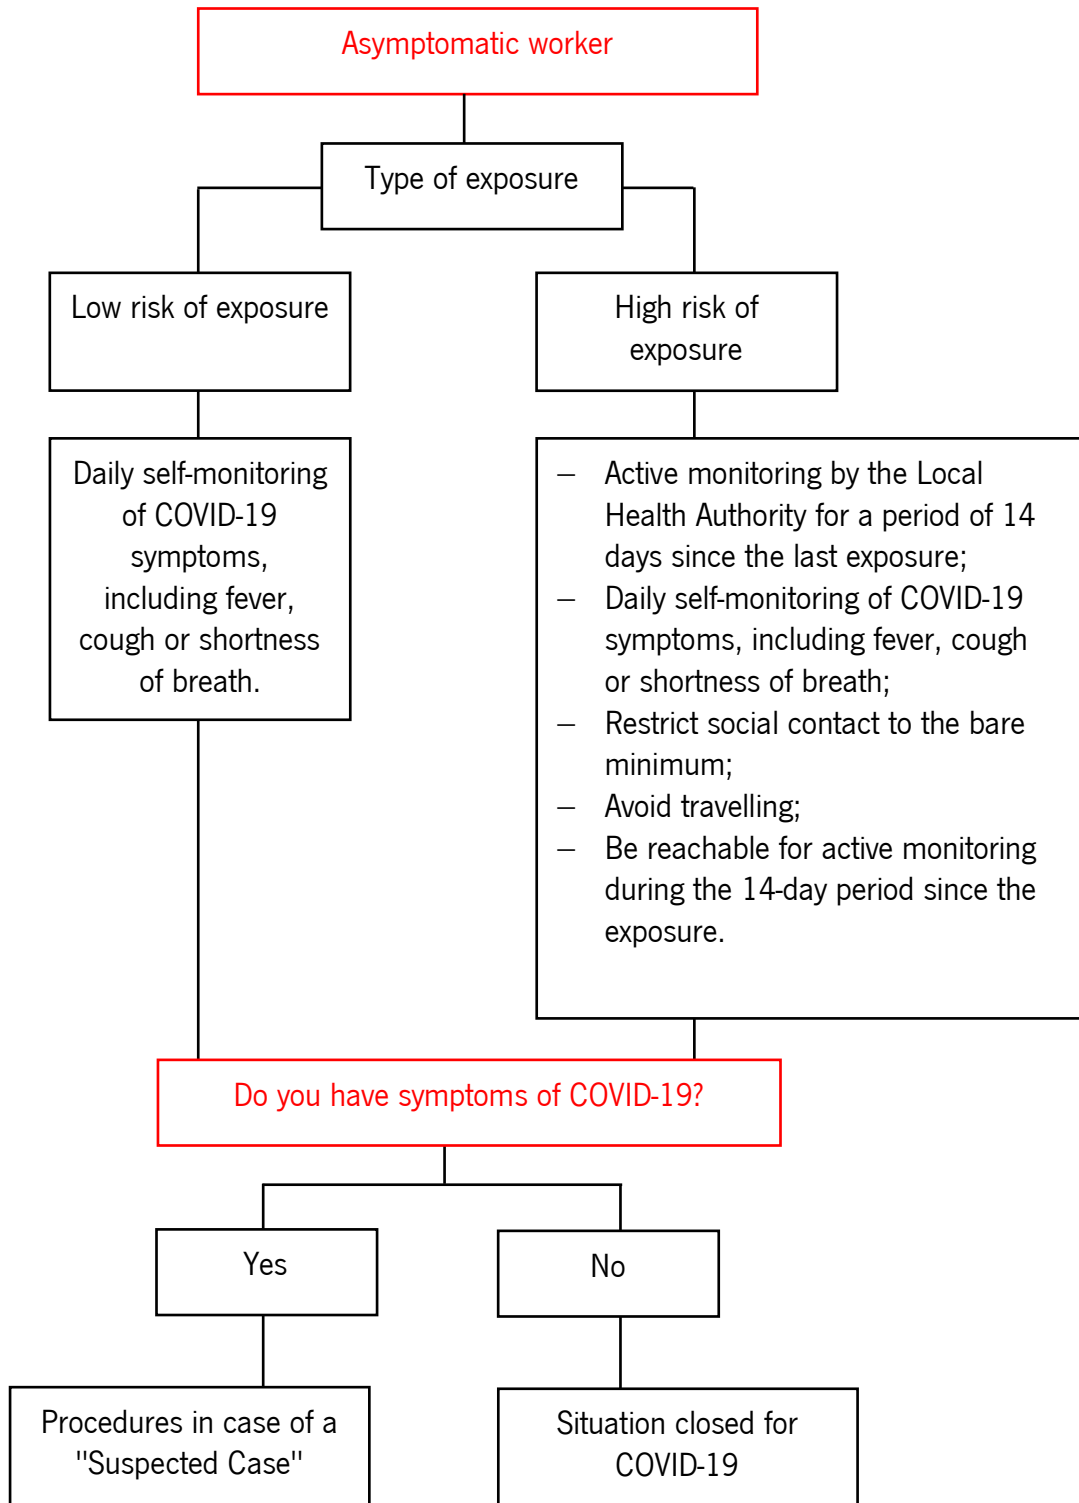 Asymptomatic worker
Type of exposure
Low risk of exposure
High risk of
exposure
Daily self-monitoring
of COVID-19
symptoms,
including fever,
cough or shortness
of breath.
– Active monitoring by the Local
Health Authority for a period of 14
days since the last exposure;
– Daily self-monitoring of COVID-19
symptoms, including fever, cough
or shortness of breath;
– Restrict social contact to the bare
minimum;
– Avoid travelling;
– Be reachable for active monitoring
during the 14-day period since the
exposure.
Do you have symptoms of COVID-19?
Yes
No
Procedures in case of a
"Suspected Case"
Situation closed for
COVID-19